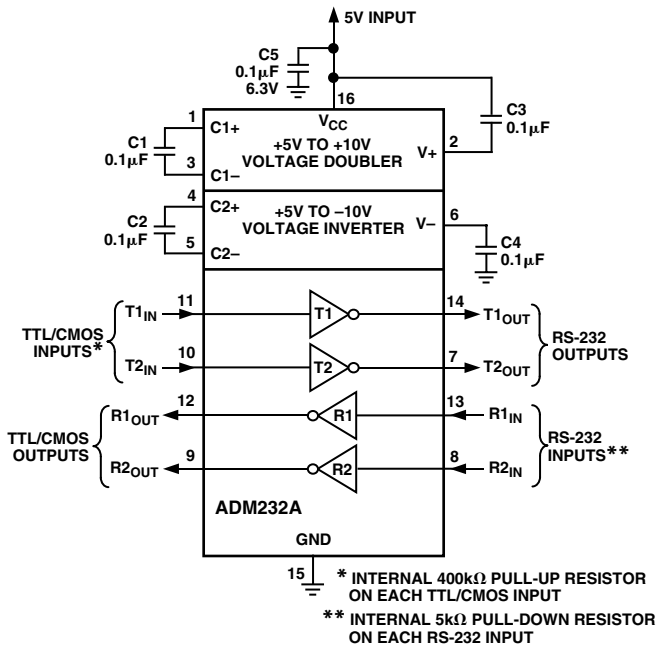 5V INPUT
C5
0.1µF
6.3V
16
C3
0.1µF
1
C1+
VCC
C1
0.1µF
+5V TO +10V
VOLTAGE DOUBLER
V+
2
3
C1–
4
C2+
C2
0.1µF
+5V TO –10V
VOLTAGE INVERTER
V–
6
5
C2–
C4
0.1µF
TTL/CMOS
INPUTS*
T1IN
11
T1
14
T1OUT
RS-232
OUTPUTS
T2IN
10
T2
7
T2OUT
TTL/CMOS
OUTPUTS
R1OUT
12
R1
13
R1IN
RS-232
INPUTS**
R2OUT
9
R2
8
R2IN
ADM232A
GND
15
* INTERNAL 400kΩ PULL-UP RESISTOR
ON EACH TTL/CMOS INPUT
** INTERNAL 5kΩ PULL-DOWN RESISTOR
ON EACH RS-232 INPUT